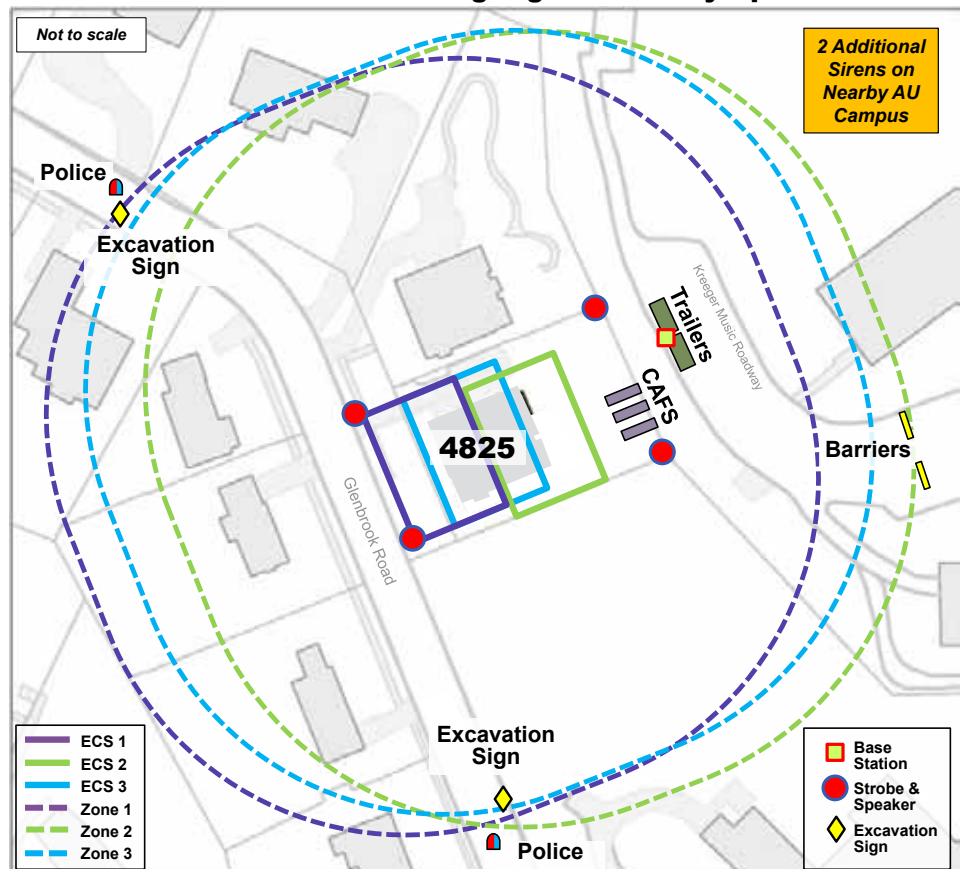 Not to scale
2 Additional
Sirens on
Nearby AU
Campus
Police
Excavation
Sign
Trailers
Kreeger Music Roadway
CAFS
4825
Barriers
Glenbrook Road
Excavation
Sign
Police
ECS 1
ECS 2
ECS 3
Zone 1
Zone 2
Zone 3
Base
Station
Strobe &
Speaker
Excavation
Sign